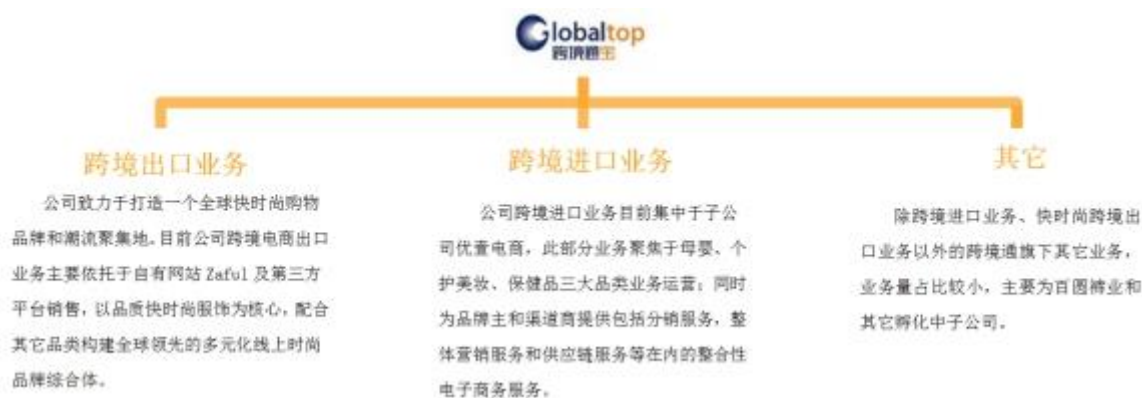 Globaltop
跨境通宝
跨境出口业务
公司致力于打造一个全球快时尚购物
品牌和潮流聚集地。目前公司跨境电商出口
业务主要依托于自有网站 Zaful 及第三方
平台销售，以品质快时尚服饰为核心，配合
其它品类构建全球领先的多元化线上时尚
品牌综合体。
跨境进口业务
公司跨境进口业务目前集中于子公
司优壹电商，此部分业务聚焦于母婴、个
护美妆、保健品三大品类业务运营；同时
为品牌主和渠道商提供包括分销服务，整
体营销服务和供应链服务等在内的整合性
电子商务服务。
其它
除跨境进口业务、快时尚跨境出
口业务以外的跨境通旗下其它业务，
业务量占比较小，主要为百圆裤业和
其它孵化中子公司。